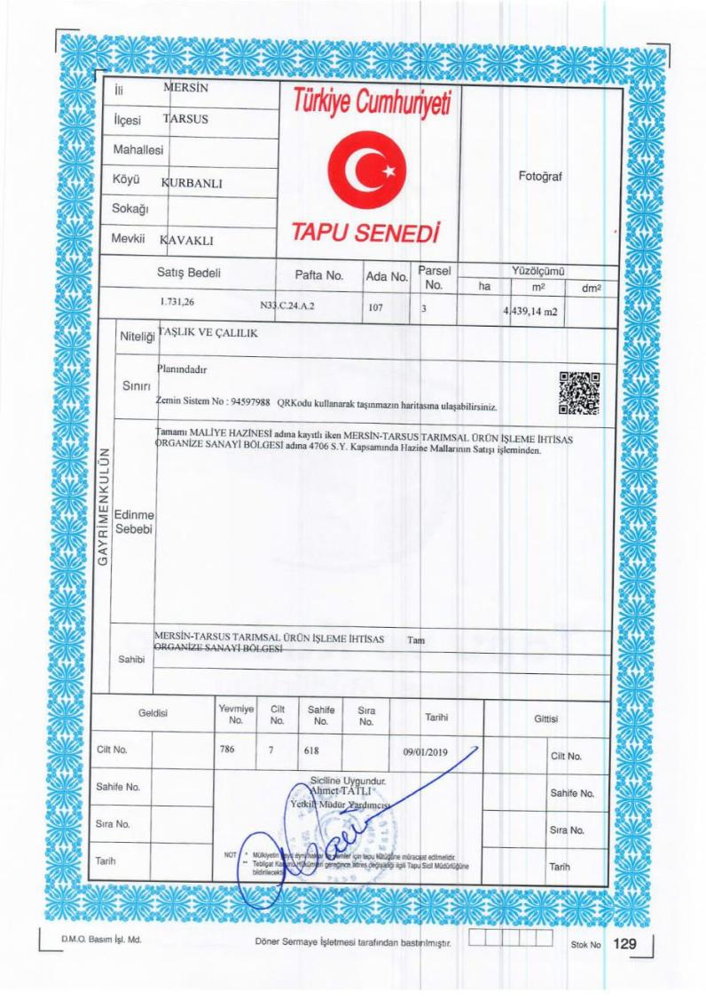 İli MERSİN
İlçesi TARSUS
Mahallesi
Köyü KURBANLI
Sokağı
Mevkii KAVAKLI
Türkiye Cumhuriyeti
TAPU SENEDİ
Fotoğraf
Satış Bedeli Pafta No. Ada No. Parsel No. Yüzölçümü
ha m² dm²
1.731,26 N33.C.24.A.2 107 3 4.439,14 m2
GAYRİMENKULÜN
Niteliği TAŞLIK VE ÇALILIK
Sınırı
Planındadır
Zemin Sistem No : 94597988 QRKodu kullanarak taşınmazın haritasına ulaşabilirsiniz.
Edinme Sebebi
Tamamı MALİYE HAZİNESİ adına kayıtlı iken MERSİN-TARSUS TARIMSAL ÜRÜN İŞLEME İHTİSAS
ORGANİZE SANAYİ BÖLGESİ adına 4706 S.Y. Kapsamında Hazine Mallarının Satışı işleminden.
Sahibi
MERSİN-TARSUS TARIMSAL ÜRÜN İŞLEME İHTİSAS Tam
ORGANİZE SANAYİ BÖLGESİ
Geldisi Yevmiye No. Cilt No. Sahife No. Sıra No. Tarihi Gittisi
Cilt No. 786 7 618 09/01/2019 Cilt No.
Sahife No. Sahife No.
Sıra No. Sıra No.
Tarih Tarih
Siciline Uygundur.
Ahmet TATLI
Yetkili Müdür Yardımcısı
NOT : * Mülkiyetin gayri ayni haklar ve şerhler için tapu kütüğüne müracaat edilmelidir.
** Tebligat Kanunu Hükümleri gereğince adres değişikliği ilgili Tapu Sicil Müdürlüğüne
bildirilecektir.
D.M.O. Basım İşl. Md.
Döner Sermaye İşletmesi tarafından bastırılmıştır.
Stok No 129